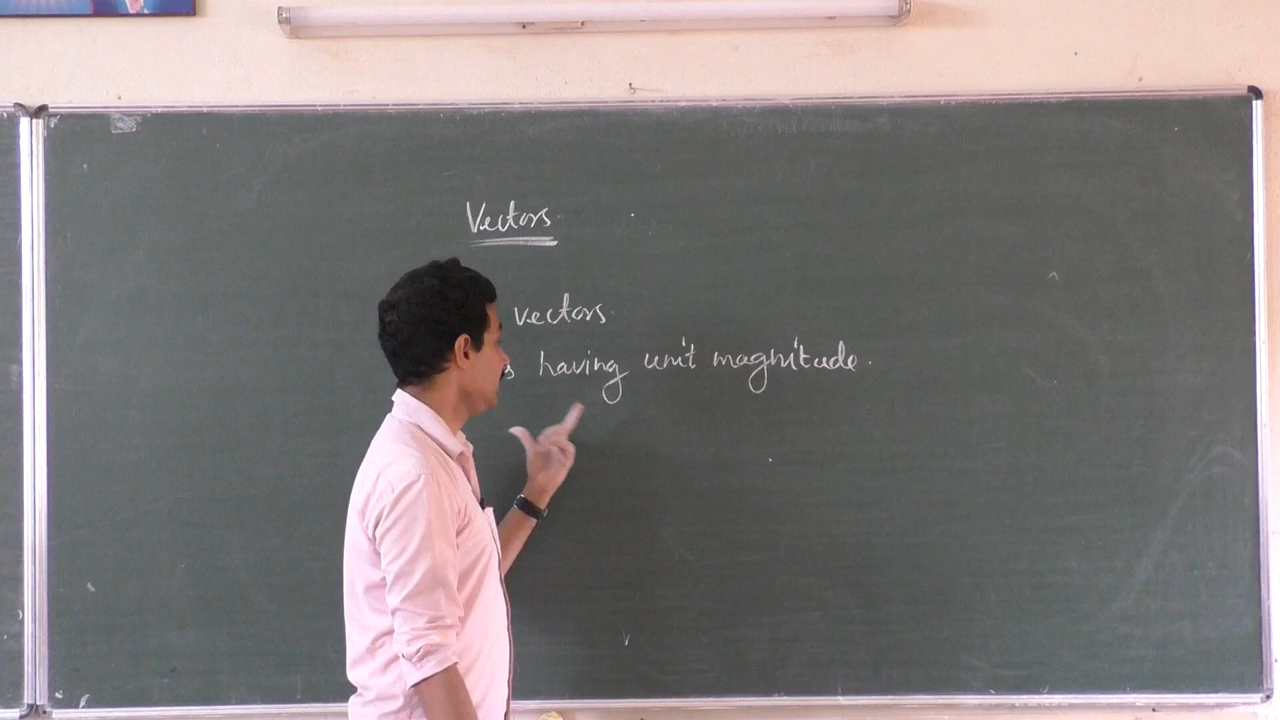 Vectors.
vectors.
s having unit magnitude.